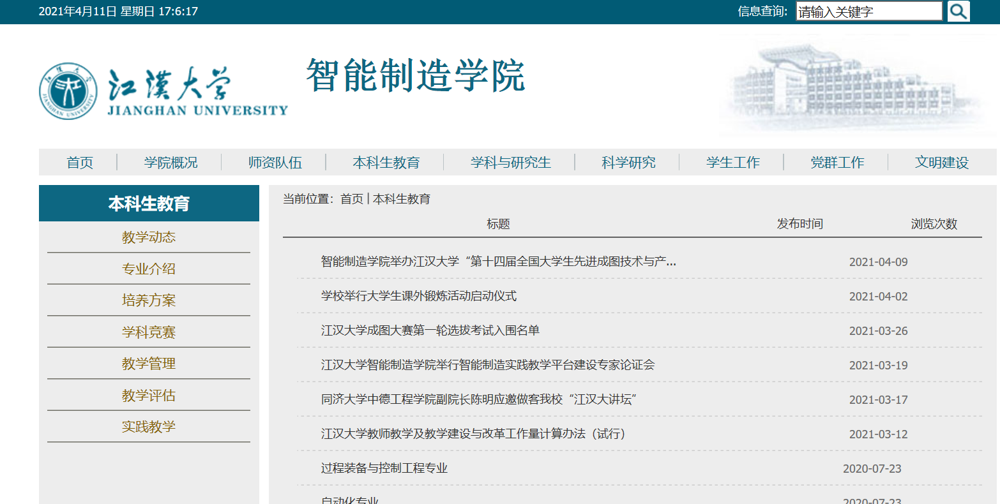 2021年4月11日 星期日 17:6:17
信息查询: 请输入关键字
江漢大学
JIANGHAN UNIVERSITY
智能制造学院
首页 学院概况 师资队伍 本科生教育 学科与研究生 科学研究 学生工作 党群工作 文明建设
本科生教育
教学动态
专业介绍
培养方案
学科竞赛
教学管理
教学评估
实践教学
当前位置：首页 | 本科生教育
标题 发布时间 浏览次数
智能制造学院举办江汉大学“第十四届全国大学生先进成图技术与产... 2021-04-09
学校举行大学生课外锻炼活动启动仪式 2021-04-02
江汉大学成图大赛第一轮选拔考试入围名单 2021-03-26
江汉大学智能制造学院举行智能制造实践教学平台建设专家论证会 2021-03-19
同济大学中德工程学院副院长陈明应邀做客我校“江汉大讲坛” 2021-03-17
江汉大学教师教学及教学建设与改革工作量计算办法（试行） 2021-03-12
过程装备与控制工程专业 2020-07-23
自动化专业 2020-07-23